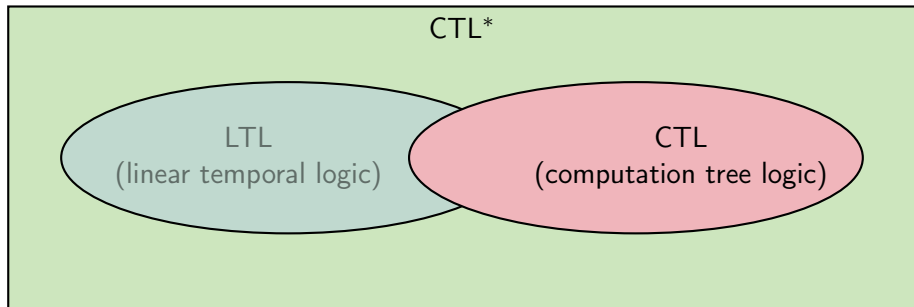 CTL*
LTL
(linear temporal logic)
CTL
(computation tree logic)